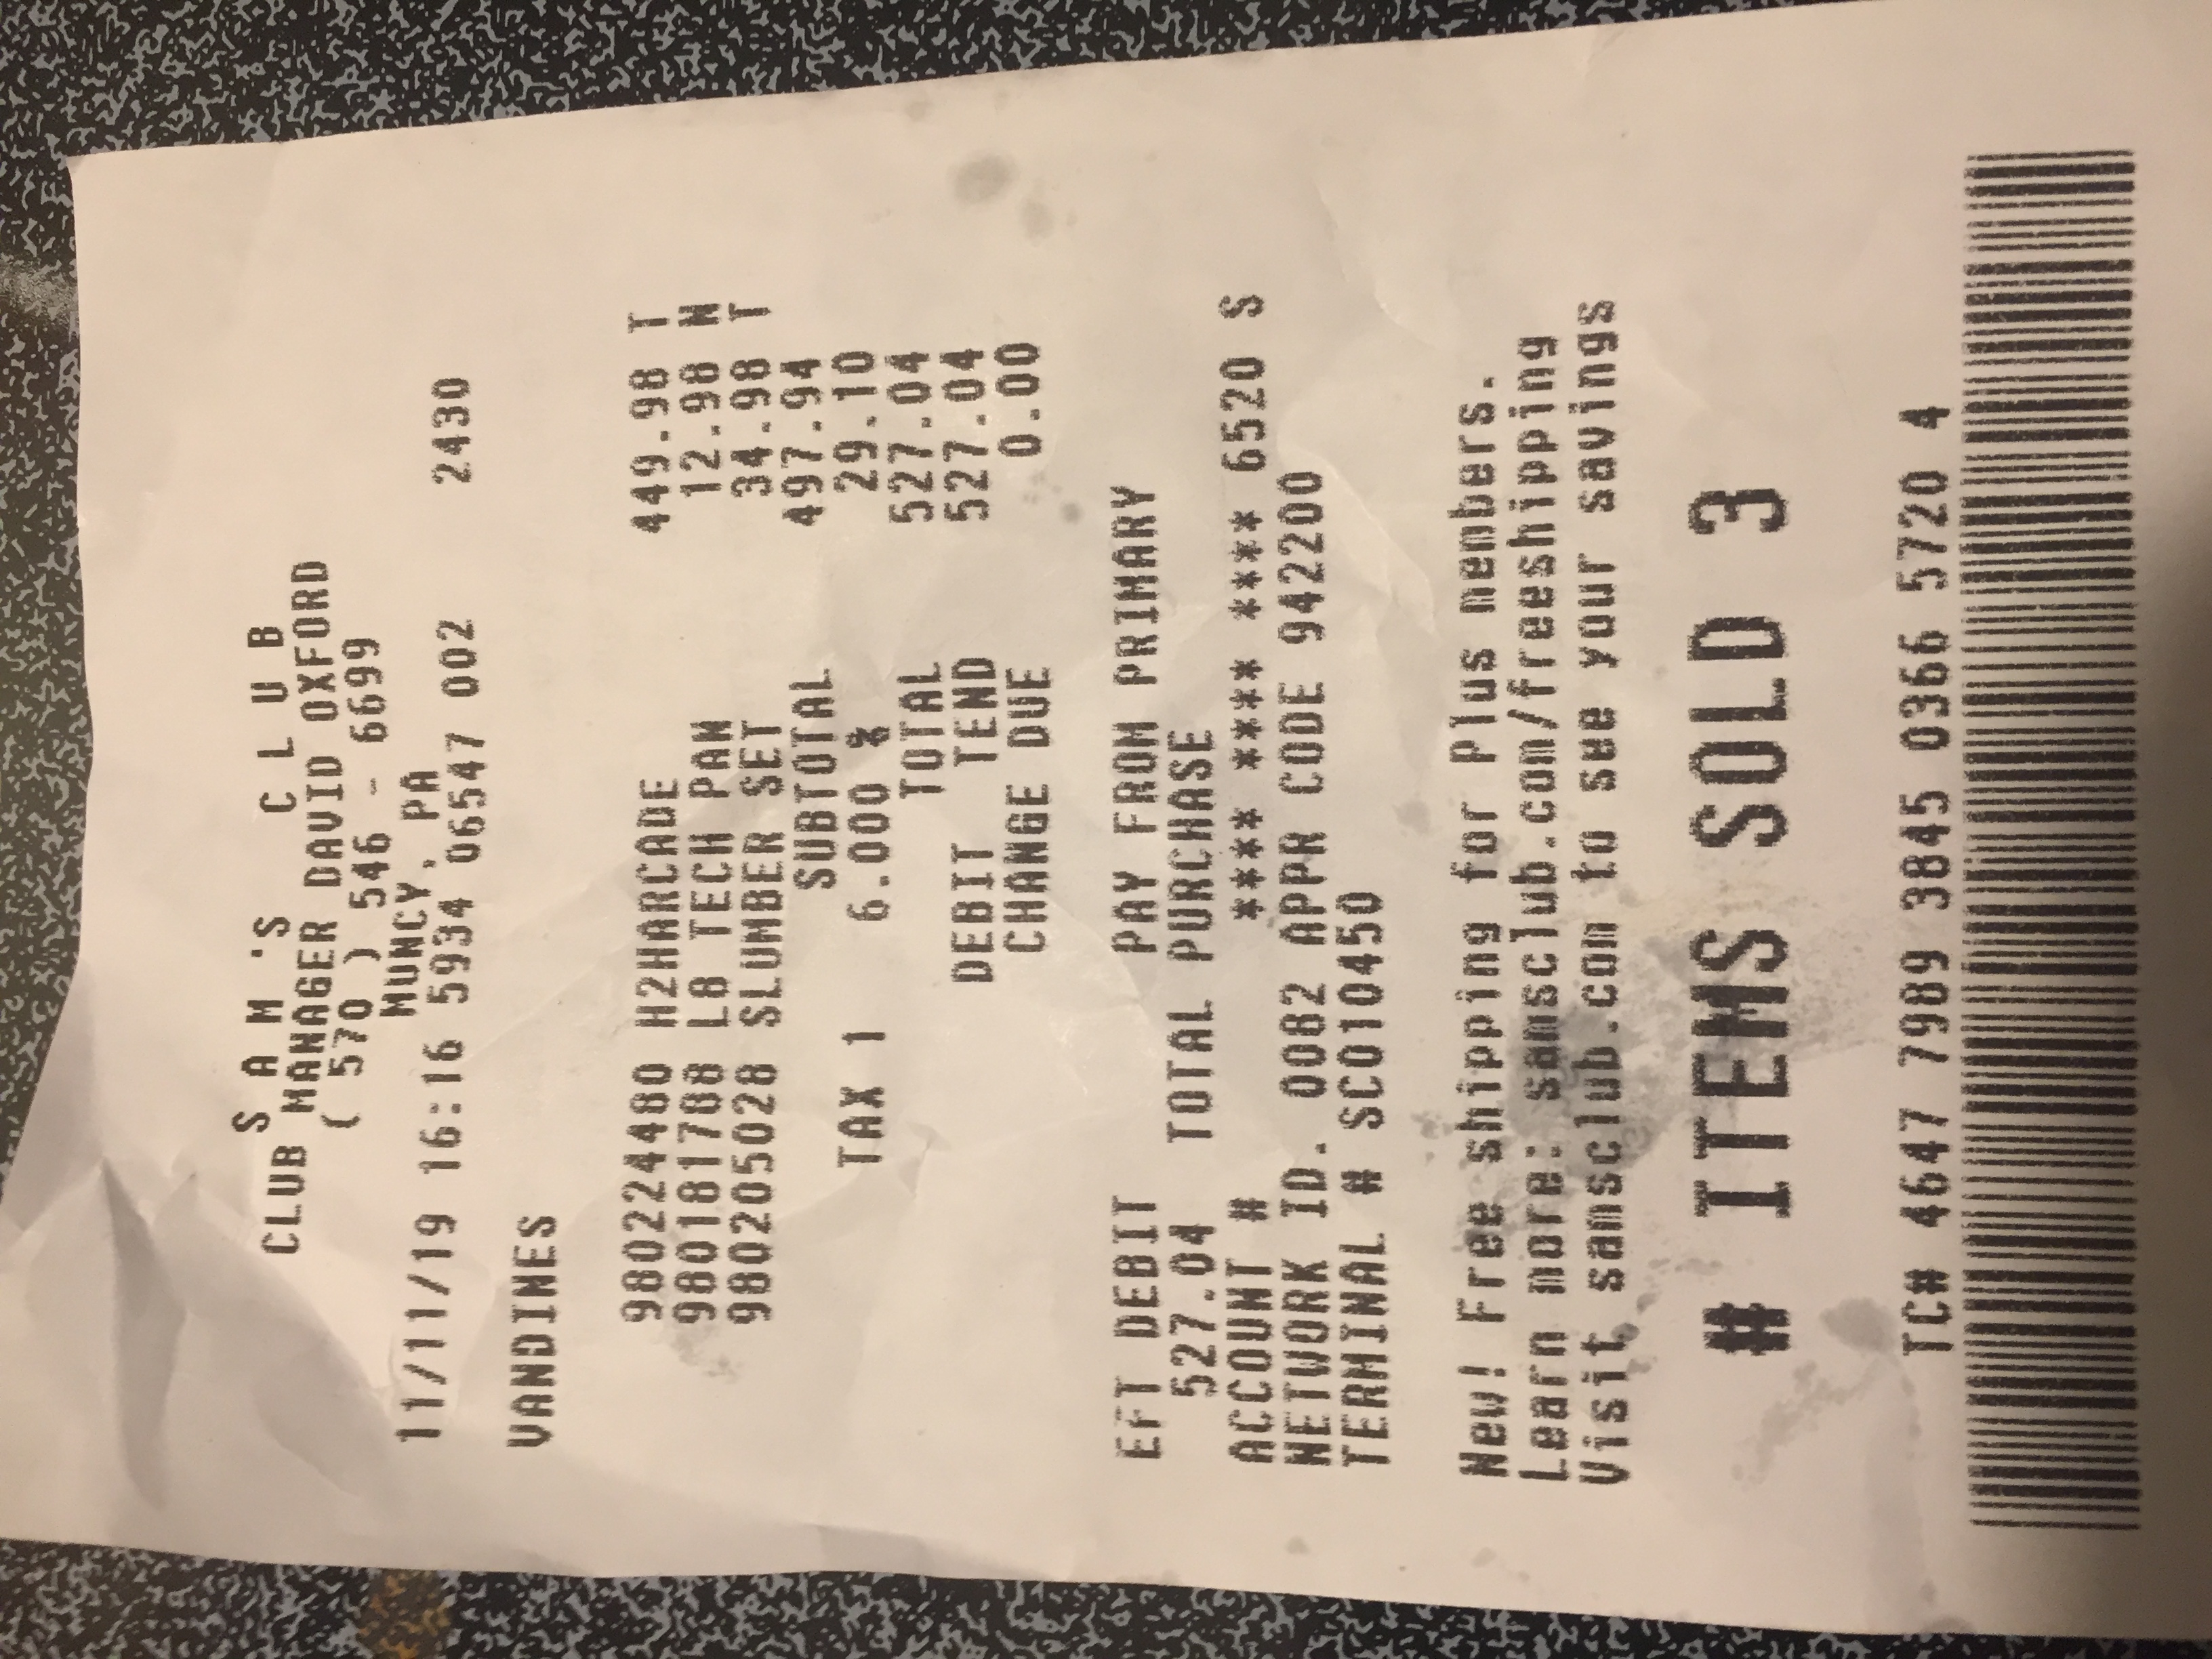 S A M 'S C L U B
CLUB MANAGER DAVID OXFORD
( 570 ) 546 - 6699
MUNCY, PA
11/11/19 16:16 5934 06547 002 2430
VANDINES
980224480 H2HARCADE 449.98 T
980181788 LB TECH PAN 12.98 N
980205028 SLUMBER SET 34.98 T
SUBTOTAL 497.94
TAX 1 6.000 % 29.10
TOTAL 527.04
DEBIT TEND 527.04
CHANGE DUE 0.00
EFT DEBIT PAY FROM PRIMARY
527.04 TOTAL PURCHASE
ACCOUNT # **** **** **** 6520 S
NETWORK ID. 0082 APPR CODE 942200
TERMINAL # SC010450
New! Free shipping for Plus members.
Learn more: samsclub.com/freeshipping
Visit samsclub.com to see your savings
# ITEMS SOLD 3
TC# 4647 7989 3845 0366 5720 4